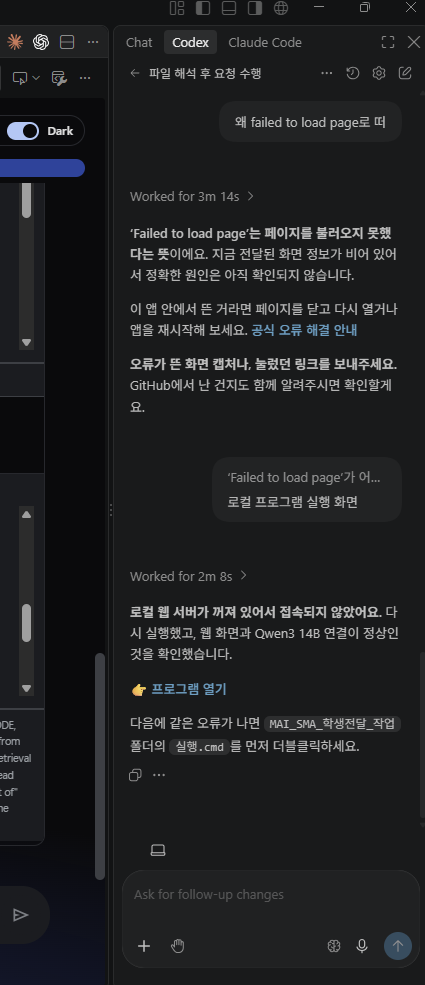 Chat Codex Claude Code
파일 해석 후 요청 수행
Dark
왜 failed to load page로 떠
Worked for 3m 14s
‘Failed to load page’는 페이지를 불러오지 못했
다는 뜻이에요. 지금 전달된 화면 정보가 비어 있어
서 정확한 원인은 아직 확인되지 않습니다.
이 앱 안에서 뜬 거라면 페이지를 닫고 다시 열거나
앱을 재시작해 보세요. 공식 오류 해결 안내
오류가 뜬 화면 캡처나, 눌렀던 링크를 보내주세요.
GitHub에서 난 건지도 함께 알려주시면 확인할게
요.
‘Failed to load page’가 어...
로컬 프로그램 실행 화면
Worked for 2m 8s
로컬 웹 서버가 꺼져 있어서 접속되지 않았어요. 다
시 실행했고, 웹 화면과 Qwen3 14B 연결이 정상인
것을 확인했습니다.
👉 프로그램 열기
다음에 같은 오류가 나면 MAI_SMA_학생전달_작업
폴더의 실행.cmd를 먼저 더블클릭하세요.
ODE,
from
etrieval
ead
t of"
ne
Ask for follow-up changes